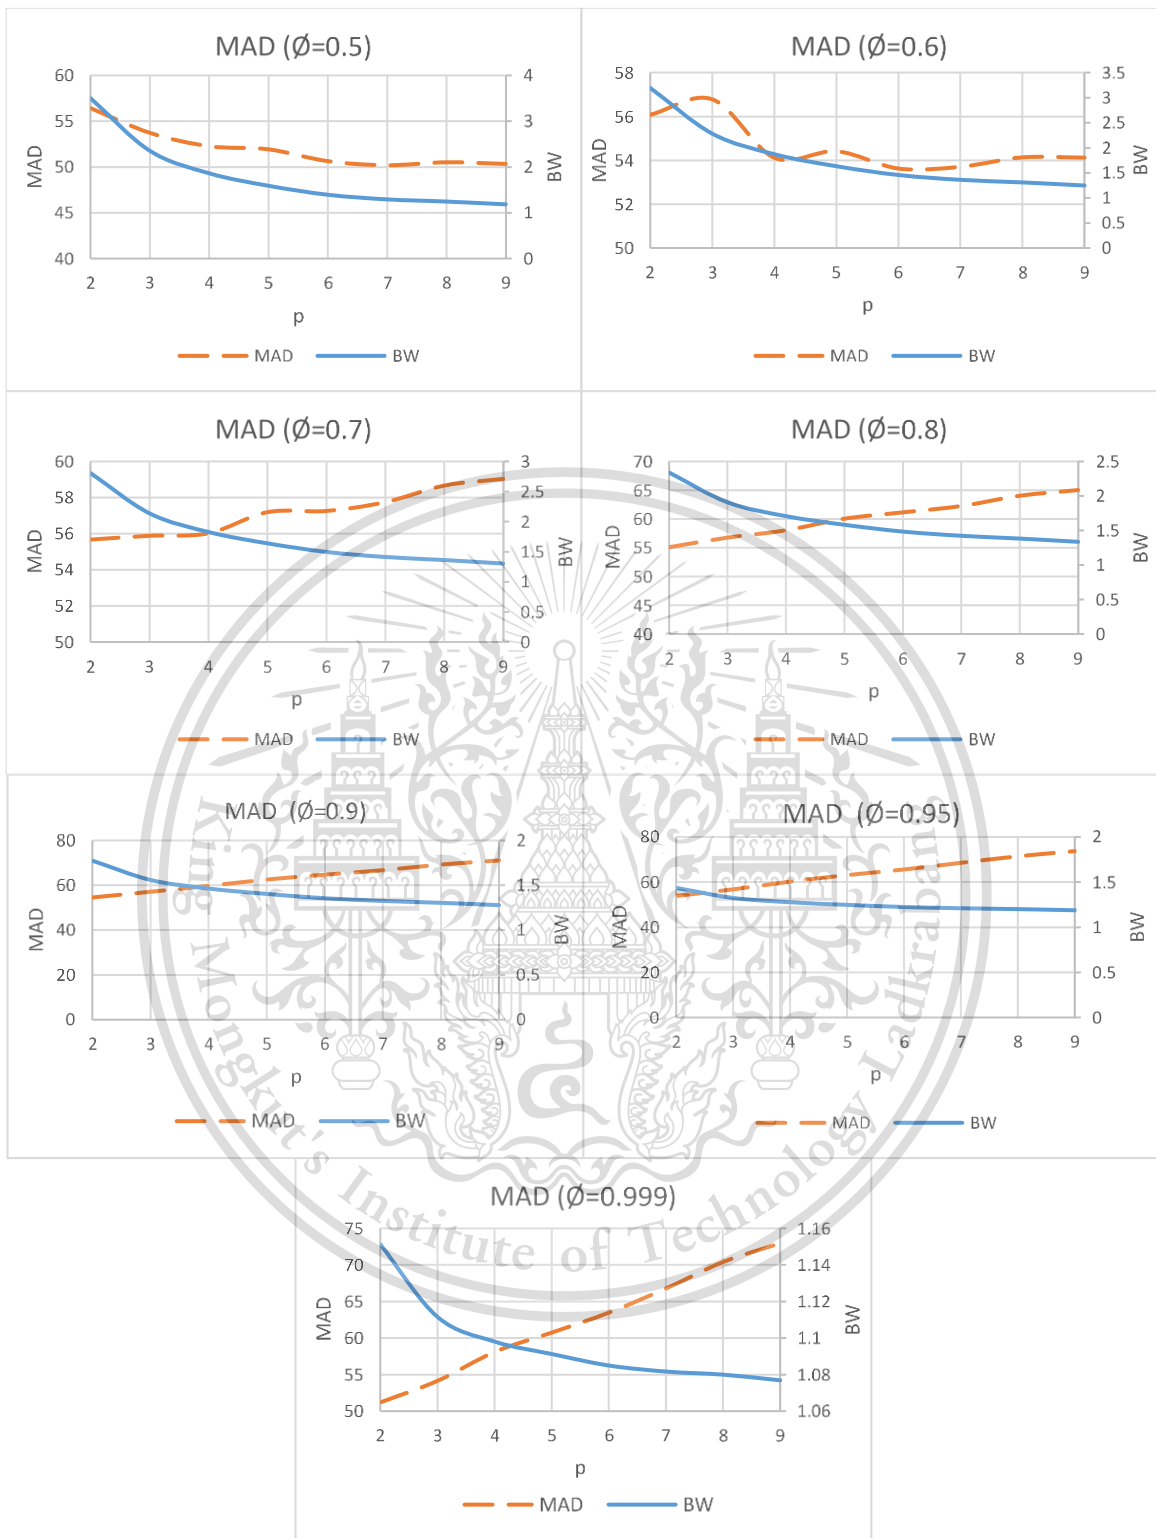 MAD (Ø=0.5)
60
55
50
45
40
MAD
4
3
2
1
0
BW
2 3 4 5 6 7 8 9
p
MAD BW
MAD (Ø=0.6)
58
56
54
52
50
MAD
3.5
3
2.5
2
1.5
1
0.5
0
BW
2 3 4 5 6 7 8 9
p
MAD BW
MAD (Ø=0.7)
60
58
56
54
52
50
MAD
3
2.5
2
1.5
1
0.5
0
BW
2 3 4 5 6 7 8 9
p
MAD BW
MAD (Ø=0.8)
70
65
60
55
50
45
40
MAD
2.5
2
1.5
1
0.5
0
BW
2 3 4 5 6 7 8 9
p
MAD BW
MAD (Ø=0.9)
80
60
40
20
0
MAD
2
1.5
1
0.5
0
BW
2 3 4 5 6 7 8 9
p
MAD BW
MAD (Ø=0.95)
80
60
40
20
0
MAD
2
1.5
1
0.5
0
BW
2 3 4 5 6 7 8 9
p
MAD BW
MAD (Ø=0.999)
75
70
65
60
55
50
MAD
1.16
1.14
1.12
1.1
1.08
1.06
BW
2 3 4 5 6 7 8 9
p
MAD BW
King Mongkut's Institute of Technology Ladkrabang